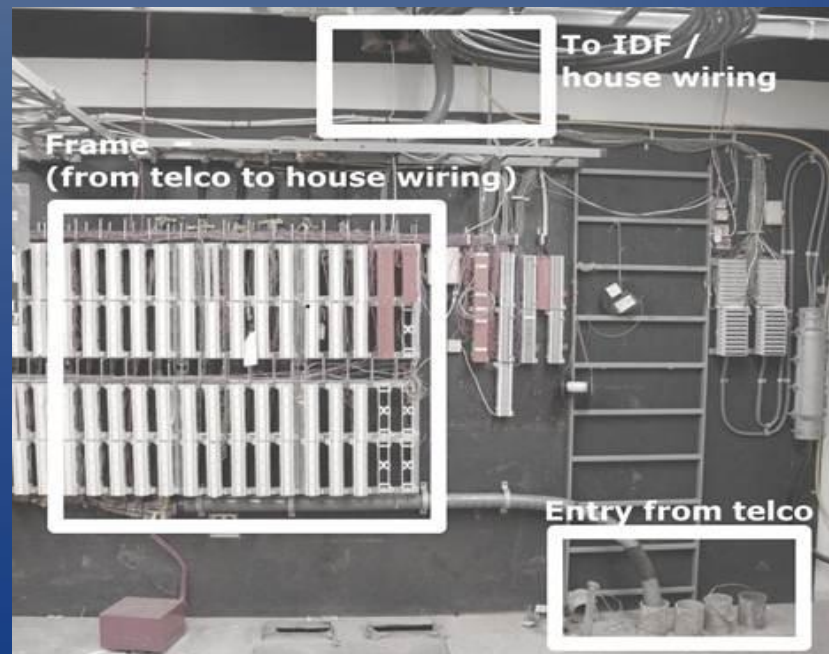 To IDF /
house wiring
Frame -
(from telco to house wiring)
Entry from telco